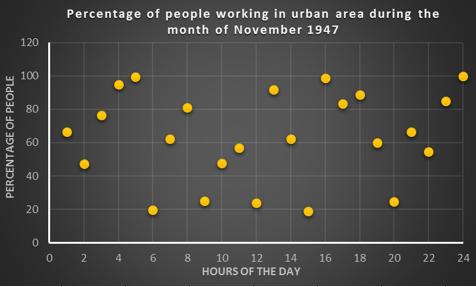 Percentage of people working in urban area during the
month of November 1947
120
100
80
60
40
20
0
PERCENTAGE OF PEOPLE
0 2 4 6 8 10 12 14 16 18 20 22 24
HOURS OF THE DAY